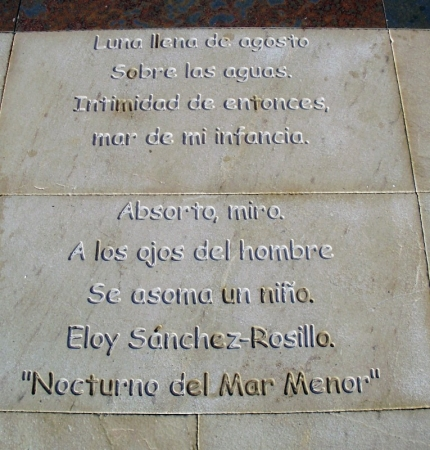 Luna llena de agosto
Sobre las aguas.
Intimidad de entonces,
mar de mi infancia.
Absorto, miro.
A los ojos del hombre
Se asoma un niño.
Eloy Sánchez-Rosillo.
"Nocturno del Mar Menor"